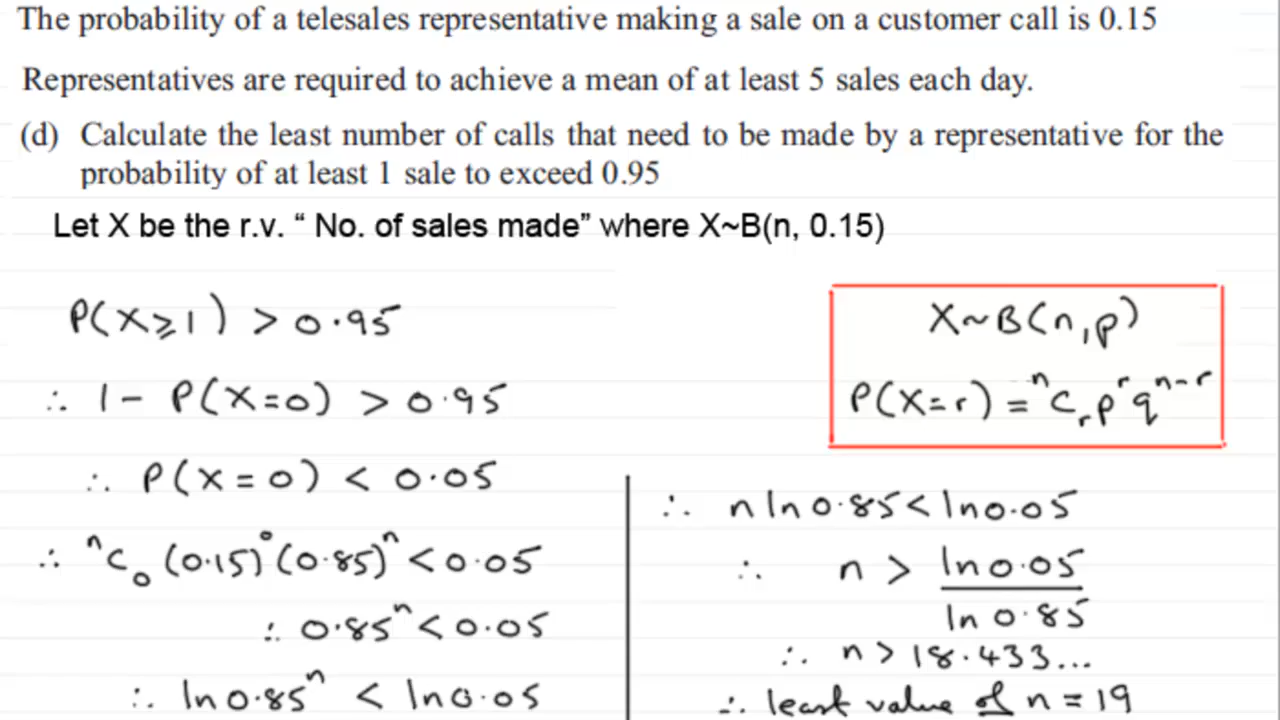 The probability of a telesales representative making a sale on a customer call is 0.15
Representatives are required to achieve a mean of at least 5 sales each day.
(d) Calculate the least number of calls that need to be made by a representative for the
probability of at least 1 sale to exceed 0.95
Let X be the r.v. “ No. of sales made” where X~B(n, 0.15)
P(X≥1) > 0.95
∴ 1 - P(X=0) > 0.95
∴ P(X=0) < 0.05
∴ ⁿC₀ (0.15)⁰ (0.85)ⁿ < 0.05
∴ 0.85ⁿ < 0.05
∴ ln 0.85ⁿ < ln 0.05
X~B(n,p)
P(X=r) = ⁿCᵣ pʳ qⁿ⁻ʳ
∴ n ln 0.85 < ln 0.05
∴ n > ln 0.05
ln 0.85
∴ n > 18.433...
∴ least value of n = 19